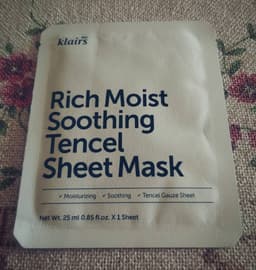 klairs
Rich Moist
Soothing
Tencel
Sheet Mask
✓ Moisturizing ✓ Soothing ✓ Tencel Gauze Sheet
Net Wt. 25 ml 0.85 fl.oz. X 1 Sheet